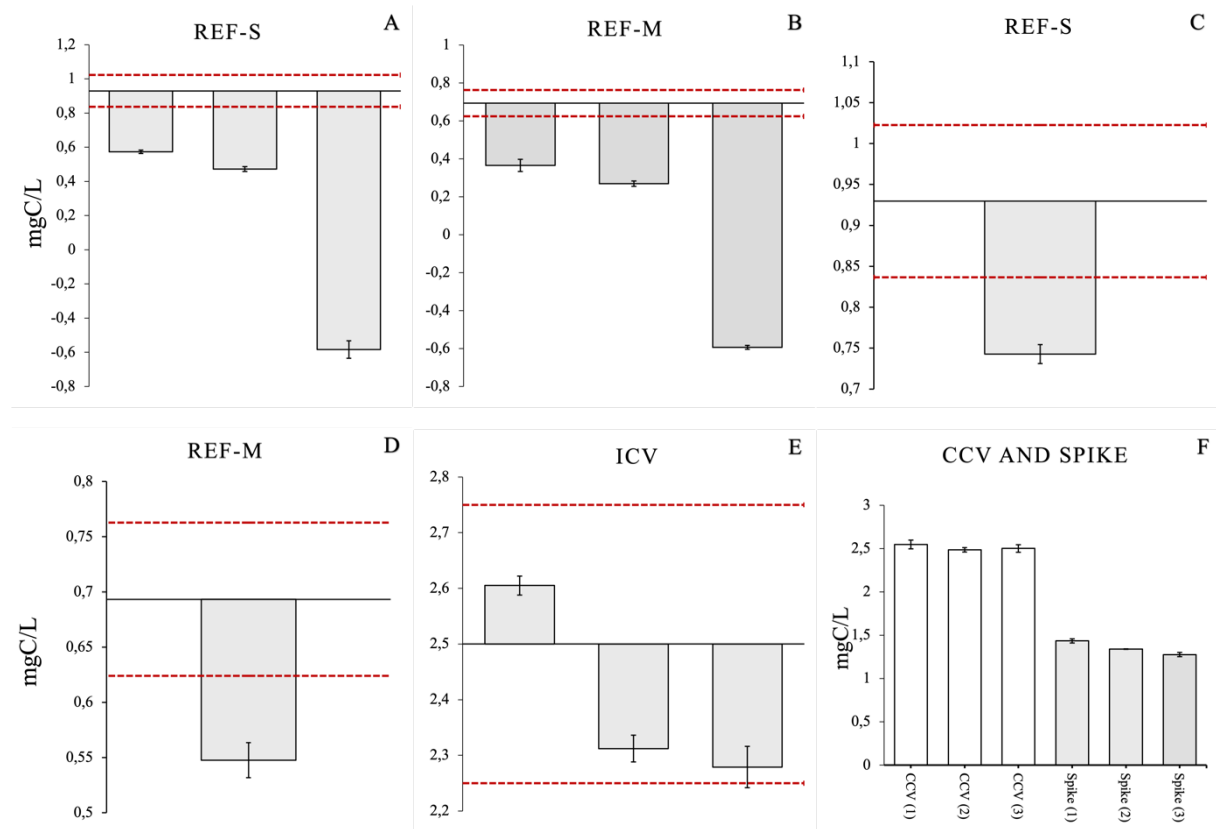 A
REF-S
mgC/L
1,2
1
0,8
0,6
0,4
0,2
0
-0,2
-0,4
-0,6
-0,8
B
REF-M
1
0,8
0,6
0,4
0,2
0
-0,2
-0,4
-0,6
-0,8
C
REF-S
1,1
1,05
1
0,95
0,9
0,85
0,8
0,75
0,7
D
REF-M
mgC/L
0,8
0,75
0,7
0,65
0,6
0,55
0,5
E
ICV
2,8
2,7
2,6
2,5
2,4
2,3
2,2
F
CCV AND SPIKE
mgC/L
3
2,5
2
1,5
1
0,5
0
CCV (1)
CCV (2)
CCV (3)
Spike (1)
Spike (2)
Spike (3)